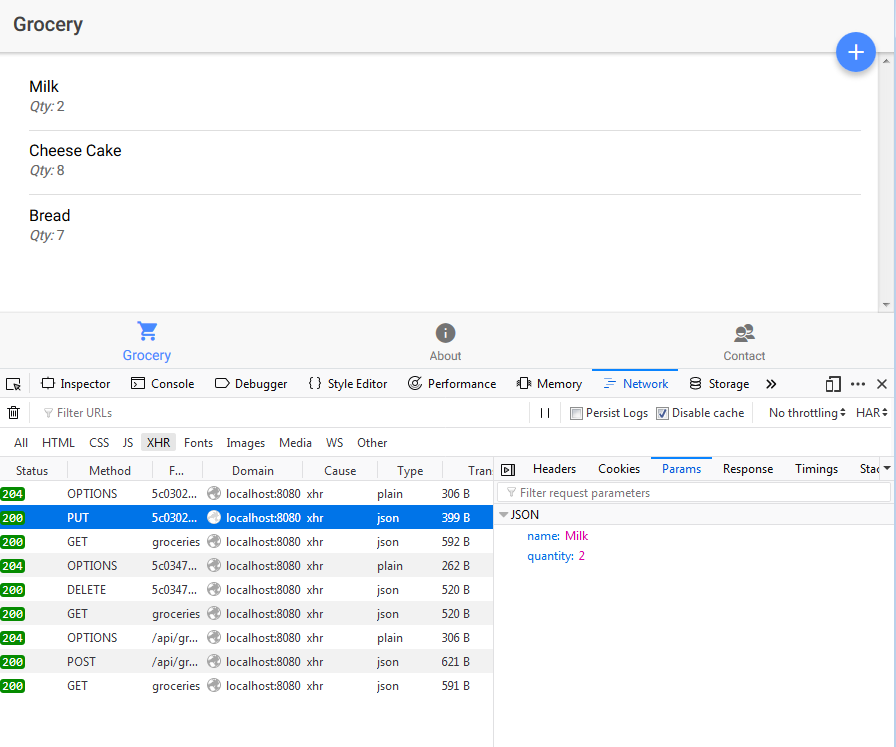 Grocery
Milk
Qty: 2
Cheese Cake
Qty: 8
Bread
Qty: 7
Grocery About Contact
Inspector Console Debugger Style Editor Performance Memory Network Storage
Filter URLs Persist Logs Disable cache No throttling HAR
All HTML CSS JS XHR Fonts Images Media WS Other
Status Method F... Domain Cause Type Tran
Headers Cookies Params Response Timings Stac
204 OPTIONS 5c0302... localhost:8080 xhr plain 306 B
Filter request parameters
200 PUT 5c0302... localhost:8080 xhr json 399 B
JSON
200 GET groceries localhost:8080 xhr json 592 B
name: Milk
204 OPTIONS 5c0347... localhost:8080 xhr plain 262 B
quantity: 2
200 DELETE 5c0347... localhost:8080 xhr json 520 B
200 GET groceries localhost:8080 xhr json 520 B
204 OPTIONS /api/gr... localhost:8080 xhr plain 306 B
200 POST /api/gr... localhost:8080 xhr json 621 B
200 GET groceries localhost:8080 xhr json 591 B